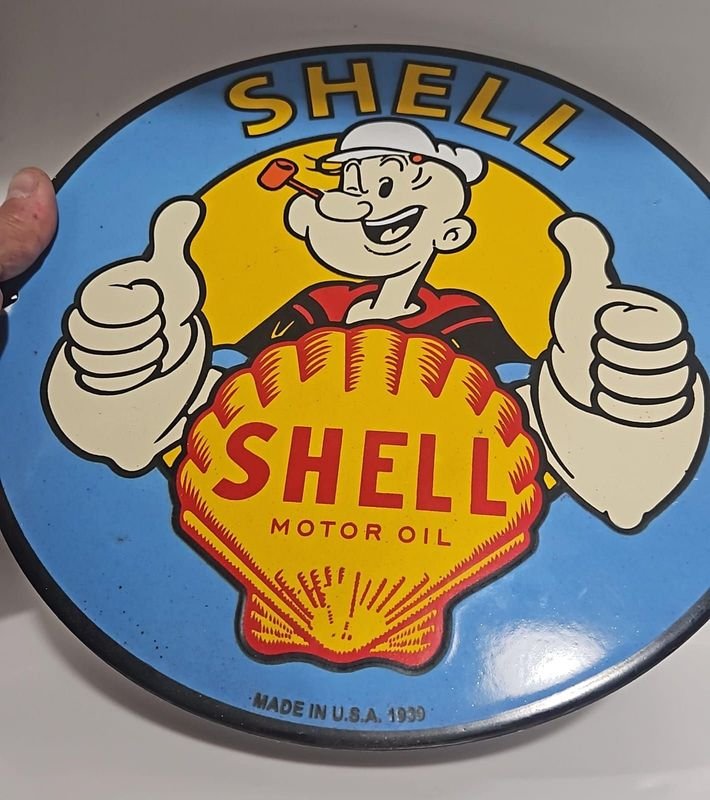 SHELL
SHELL
MOTOR OIL
MADE IN U.S.A. 1939